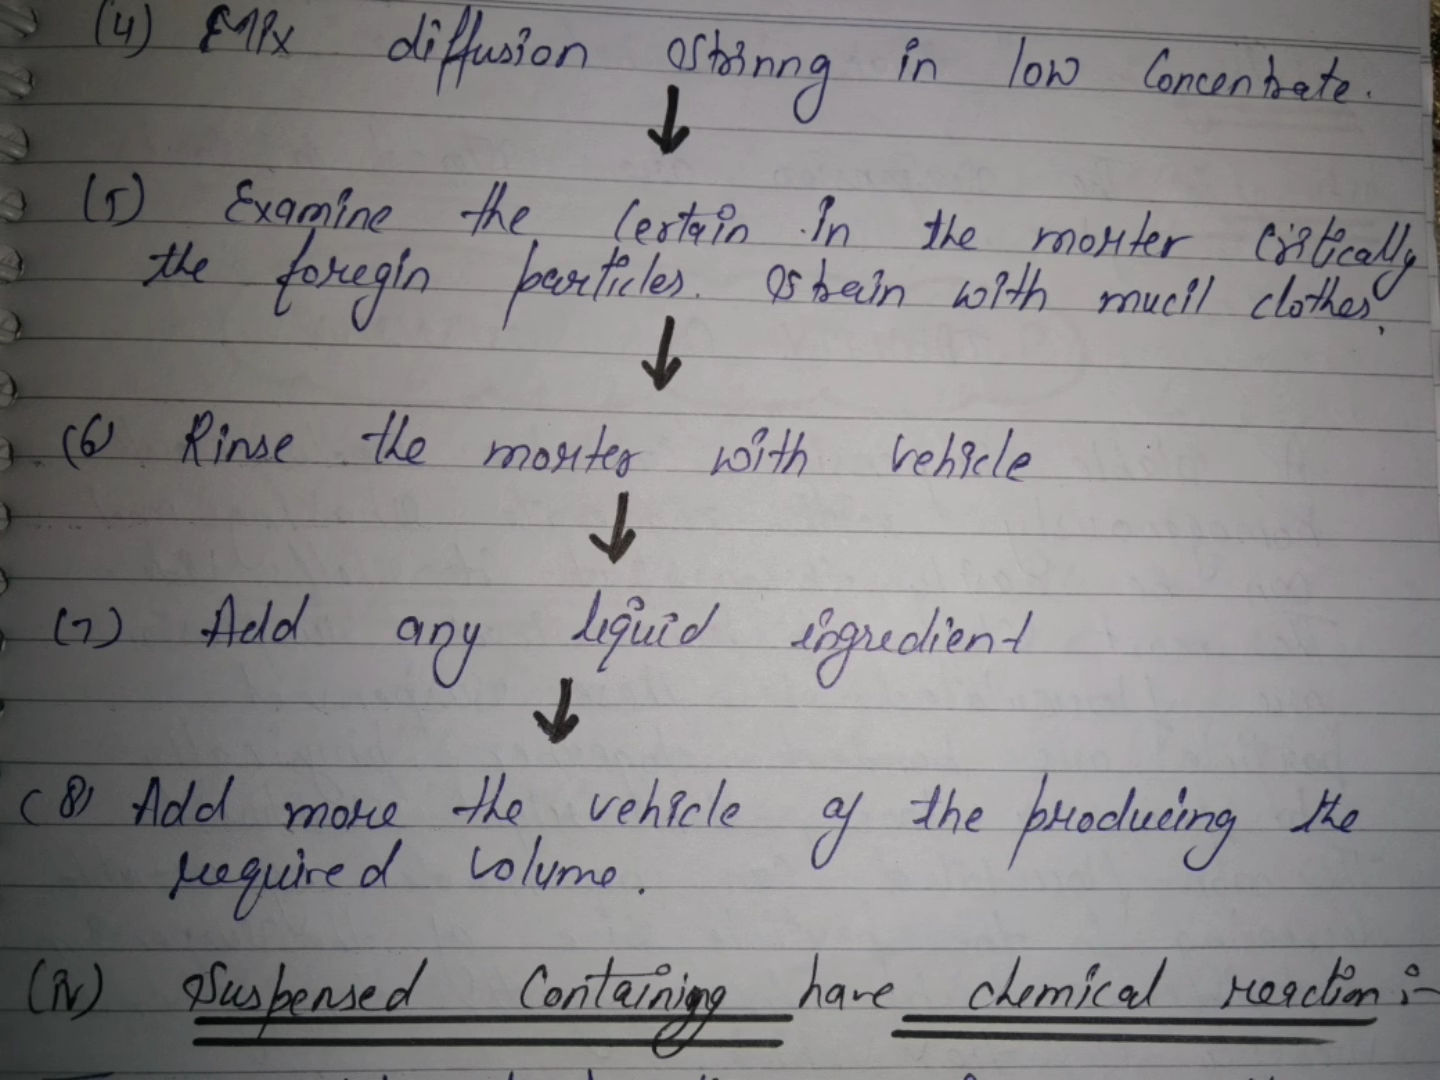 (4) Mix diffusion string in low Concentrate.
(5) Examine the Certain in the morter critically
the foregin particles. Strain with mucil clothes,
(6) Rinse the morter with vehicle
(7) Add any liquid ingredient
(8) Add more the vehicle of the producing the
required volume.
(iv) Suspensed Containing have chemical reaction :-